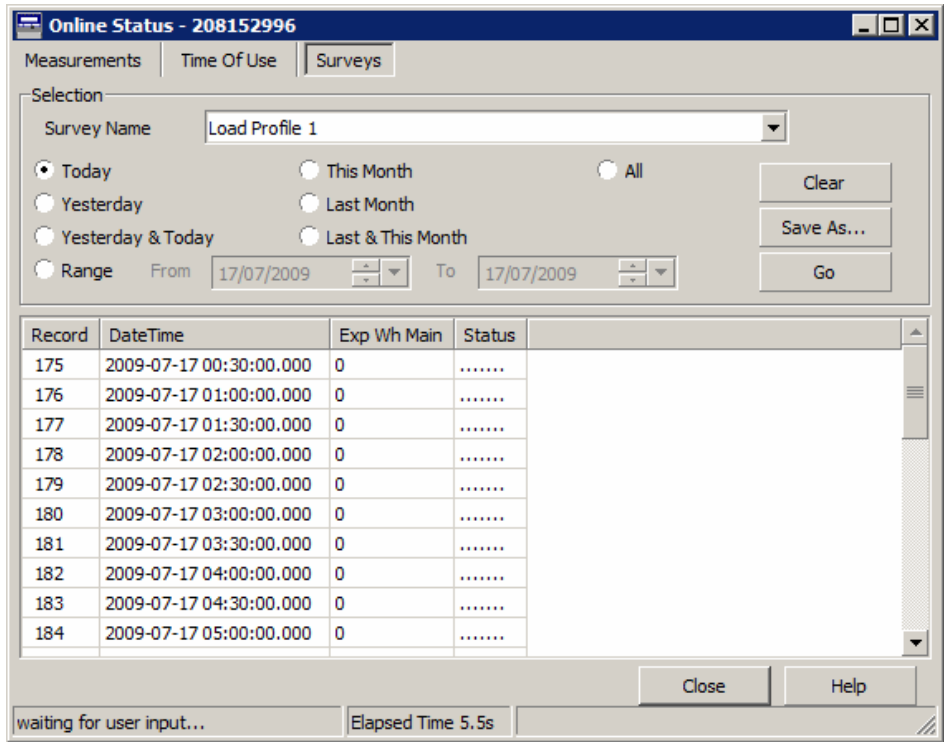 Online Status - 208152996
Measurements Time Of Use Surveys
Selection
Survey Name Load Profile 1
Today This Month All Clear
Yesterday Last Month
Yesterday & Today Last & This Month Save As...
Range From 17/07/2009 To 17/07/2009 Go
Record DateTime Exp Wh Main Status
175 2009-07-17 00:30:00.000 0 .......
176 2009-07-17 01:00:00.000 0 .......
177 2009-07-17 01:30:00.000 0 .......
178 2009-07-17 02:00:00.000 0 .......
179 2009-07-17 02:30:00.000 0 .......
180 2009-07-17 03:00:00.000 0 .......
181 2009-07-17 03:30:00.000 0 .......
182 2009-07-17 04:00:00.000 0 .......
183 2009-07-17 04:30:00.000 0 .......
184 2009-07-17 05:00:00.000 0 .......
Close Help
waiting for user input... Elapsed Time 5.5s